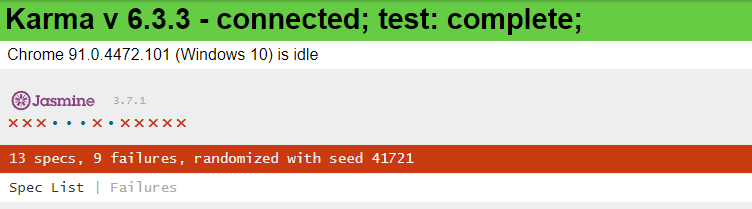 Karma v 6.3.3 - connected; test: complete;
Chrome 91.0.4472.101 (Windows 10) is idle
Jasmine 3.7.1
×××•••×•×××××
13 specs, 9 failures, randomized with seed 41721
Spec List | Failures